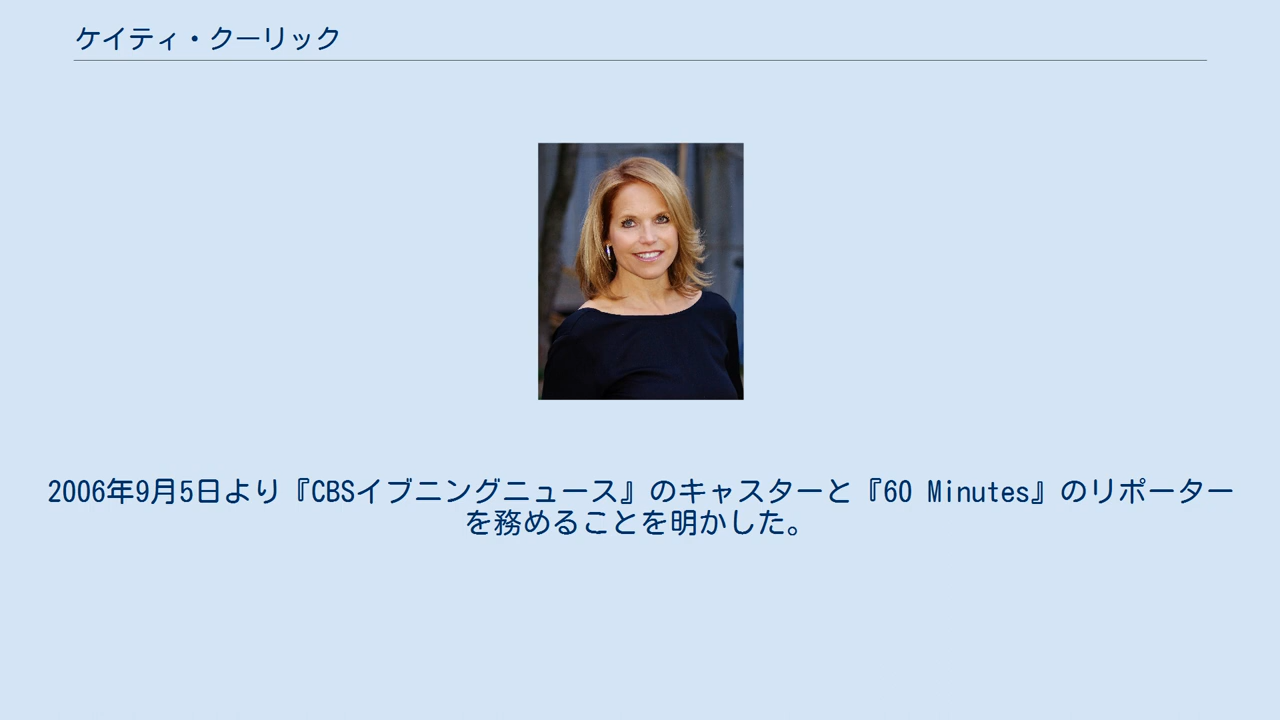 ケイティ・クーリック
2006年9月5日より『CBSイブニングニュース』のキャスターと『60 Minutes』のリポーター
を務めることを明かした。